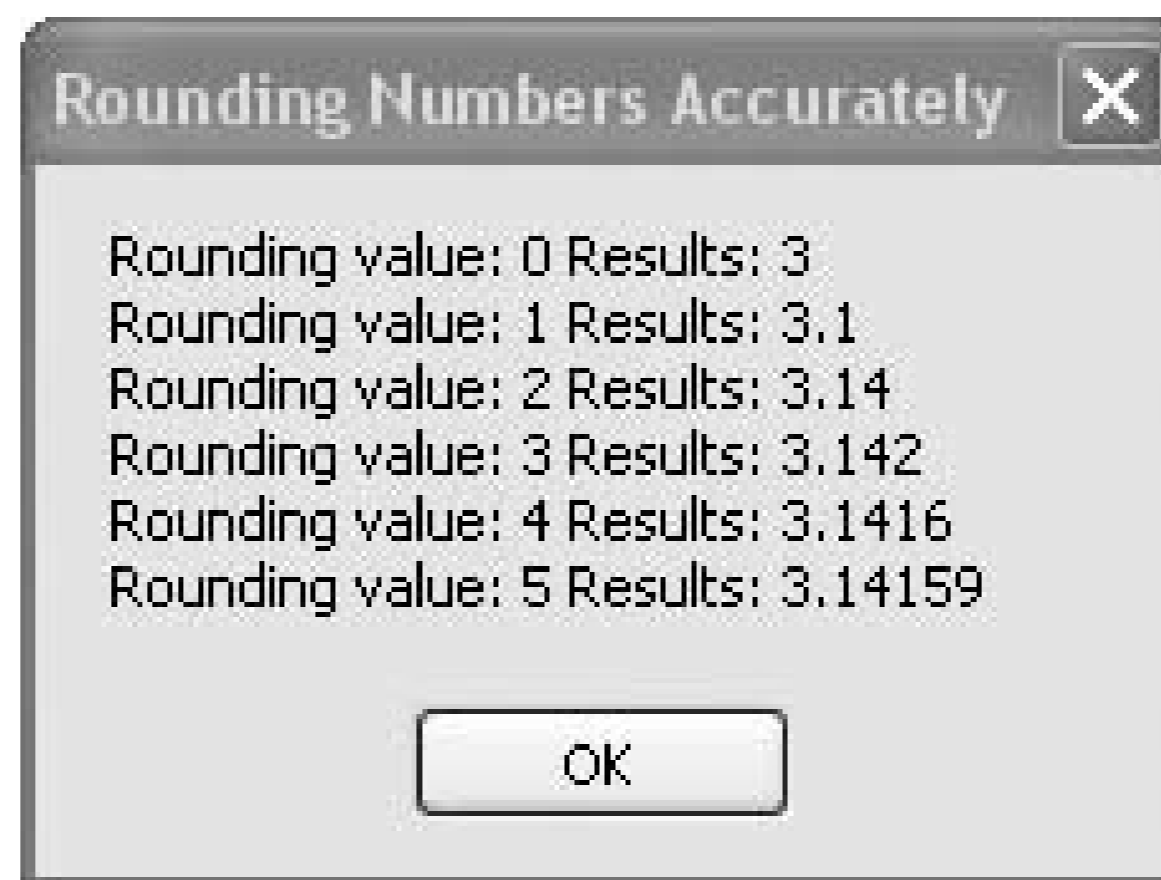 Rounding Numbers Accurately
Rounding value: 0 Results: 3
Rounding value: 1 Results: 3.1
Rounding value: 2 Results: 3.14
Rounding value: 3 Results: 3.142
Rounding value: 4 Results: 3.1416
Rounding value: 5 Results: 3.14159
OK